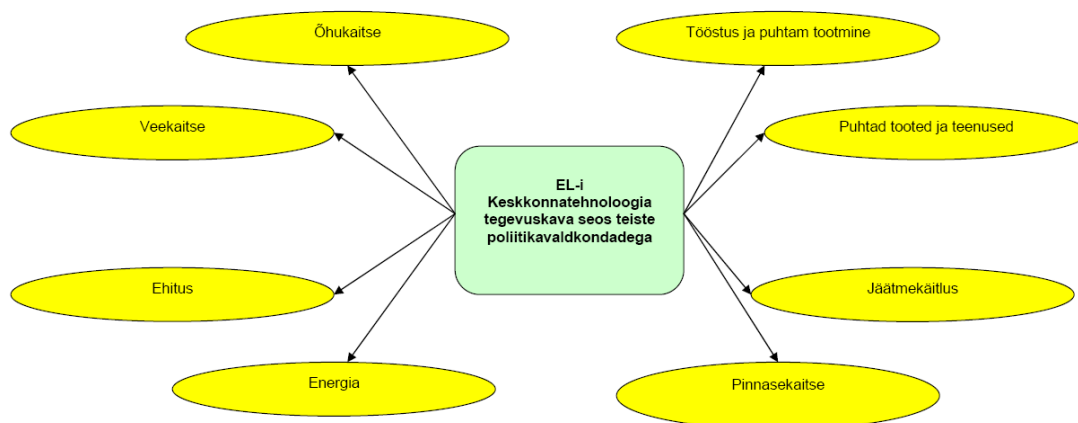 Õhukaitse
Tööstus ja puhtam tootmine
Veekaitse
Puhtad tooted ja teenused
EL-i
Keskkonnatehnoloogia
tegevuskava seos teiste
poliitikavaldkondadega
Ehitus
Jäätmekäitlus
Energia
Pinnasekaitse